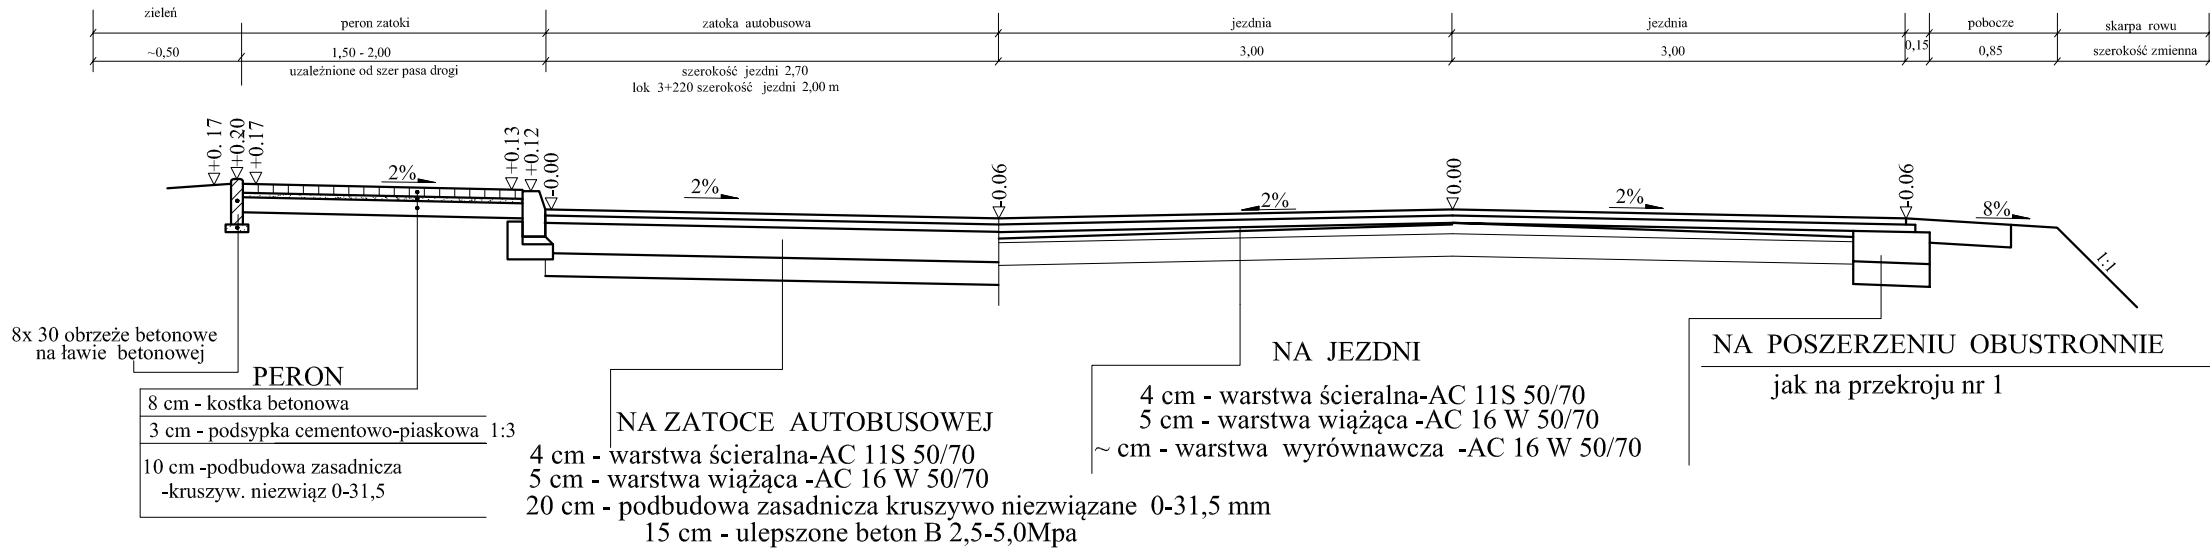 zieleń
peron zatoki
zatoka autobusowa
jezdnia
jezdnia
pobocze
skarpa rowu
~0,50
1,50 - 2,00
3,00
3,00
0,15
0,85
szerokość zmienna
uzależnione od szer pasa drogi
szerokość jezdni 2,70
lok 3+220 szerokość jezdni 2,00 m
+0. 17
+0.20
+0.17
+0.13
+0.12
-0.00
-0.06
0.00
-0.06
2%
2%
2%
2%
8%
1:1
8x 30 obrzeże betonowe
na ławie betonowej
PERON
8 cm - kostka betonowa
3 cm - podsypka cementowo-piaskowa 1:3
10 cm -podbudowa zasadnicza
-kruszyw. niezwiąz 0-31,5
NA ZATOCE AUTOBUSOWEJ
4 cm - warstwa ścieralna-AC 11S 50/70
5 cm - warstwa wiążąca -AC 16 W 50/70
20 cm - podbudowa zasadnicza kruszywo niezwiązane 0-31,5 mm
15 cm - ulepszone beton B 2,5-5,0Mpa
NA JEZDNI
4 cm - warstwa ścieralna-AC 11S 50/70
5 cm - warstwa wiążąca -AC 16 W 50/70
~ cm - warstwa wyrównawcza -AC 16 W 50/70
NA POSZERZENIU OBUSTRONNIE
jak na przekroju nr 1